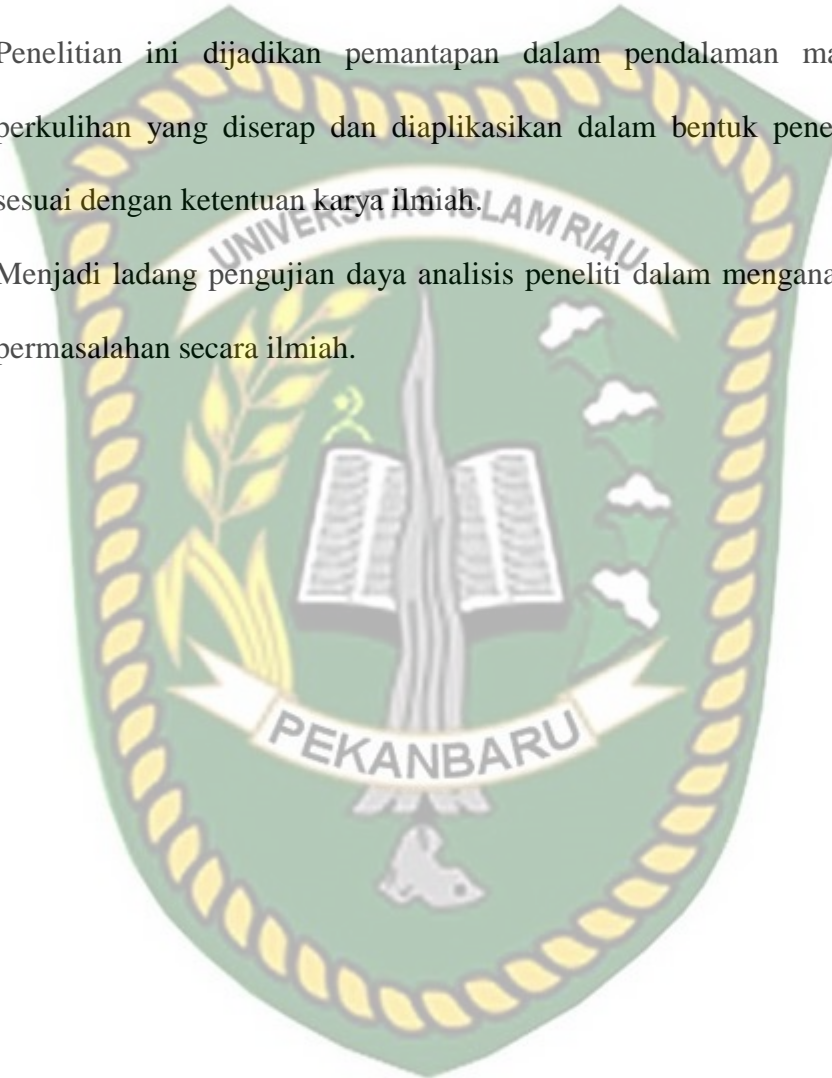 Penelitian ini dijadikan pemantapan dalam pendalaman ma
perkulihan yang diserap dan diaplikasikan dalam bentuk pene
sesuai dengan ketentuan karya ilmiah.
UNIVERSITAS ISLAM RIAU
Menjadi ladang pengujian daya analisis peneliti dalam mengana
permasalahan secara ilmiah.
PEKANBARU